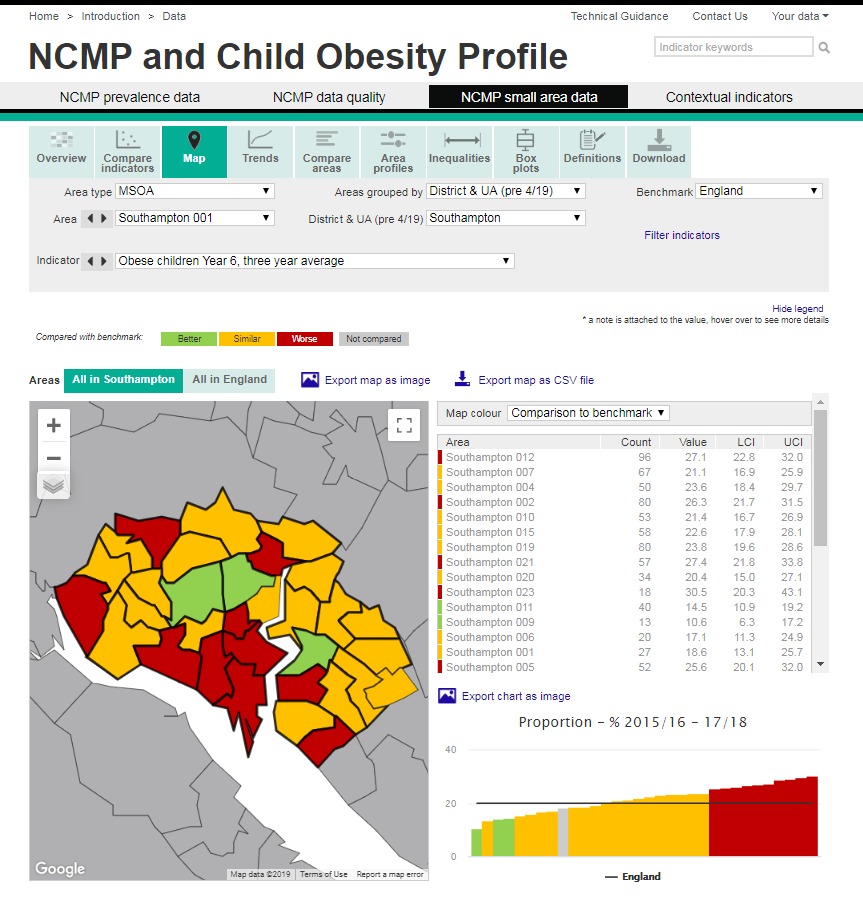 Home > Introduction > Data
Technical Guidance Contact Us Your data
NCMP and Child Obesity Profile
Indicator keywords
NCMP prevalence data NCMP data quality NCMP small area data Contextual indicators
Overview Compare indicators Map Trends Compare areas Area profiles Inequalities Box plots Definitions Download
Area type MSOA Areas grouped by District & UA (pre 4/19) Benchmark England
Area Southampton 001 District & UA (pre 4/19) Southampton
Filter indicators
Indicator Obese children Year 6, three year average
Hide legend
* a note is attached to the value, hover over to see more details
Compared with benchmark: Better Similar Worse Not compared
Areas All in Southampton All in England Export map as image Export map as CSV file
Map colour Comparison to benchmark
Area Count Value LCI UCI
Southampton 012 96 27.1 22.8 32.0
Southampton 007 67 21.1 16.9 25.9
Southampton 004 50 23.6 18.4 29.7
Southampton 002 80 26.3 21.7 31.5
Southampton 010 53 21.4 16.7 26.9
Southampton 015 58 22.6 17.9 28.1
Southampton 019 80 23.8 19.6 28.6
Southampton 021 57 27.4 21.8 33.8
Southampton 020 34 20.4 15.0 27.1
Southampton 023 18 30.5 20.3 43.1
Southampton 011 40 14.5 10.9 19.2
Southampton 009 13 10.6 6.3 17.2
Southampton 006 20 17.1 11.3 24.9
Southampton 001 27 18.6 13.1 25.7
Southampton 005 52 25.6 20.1 32.0
Export chart as image
Proportion - % 2015/16 - 17/18
40
20
0
England
Google
Map data ©2019 Terms of Use Report a map error